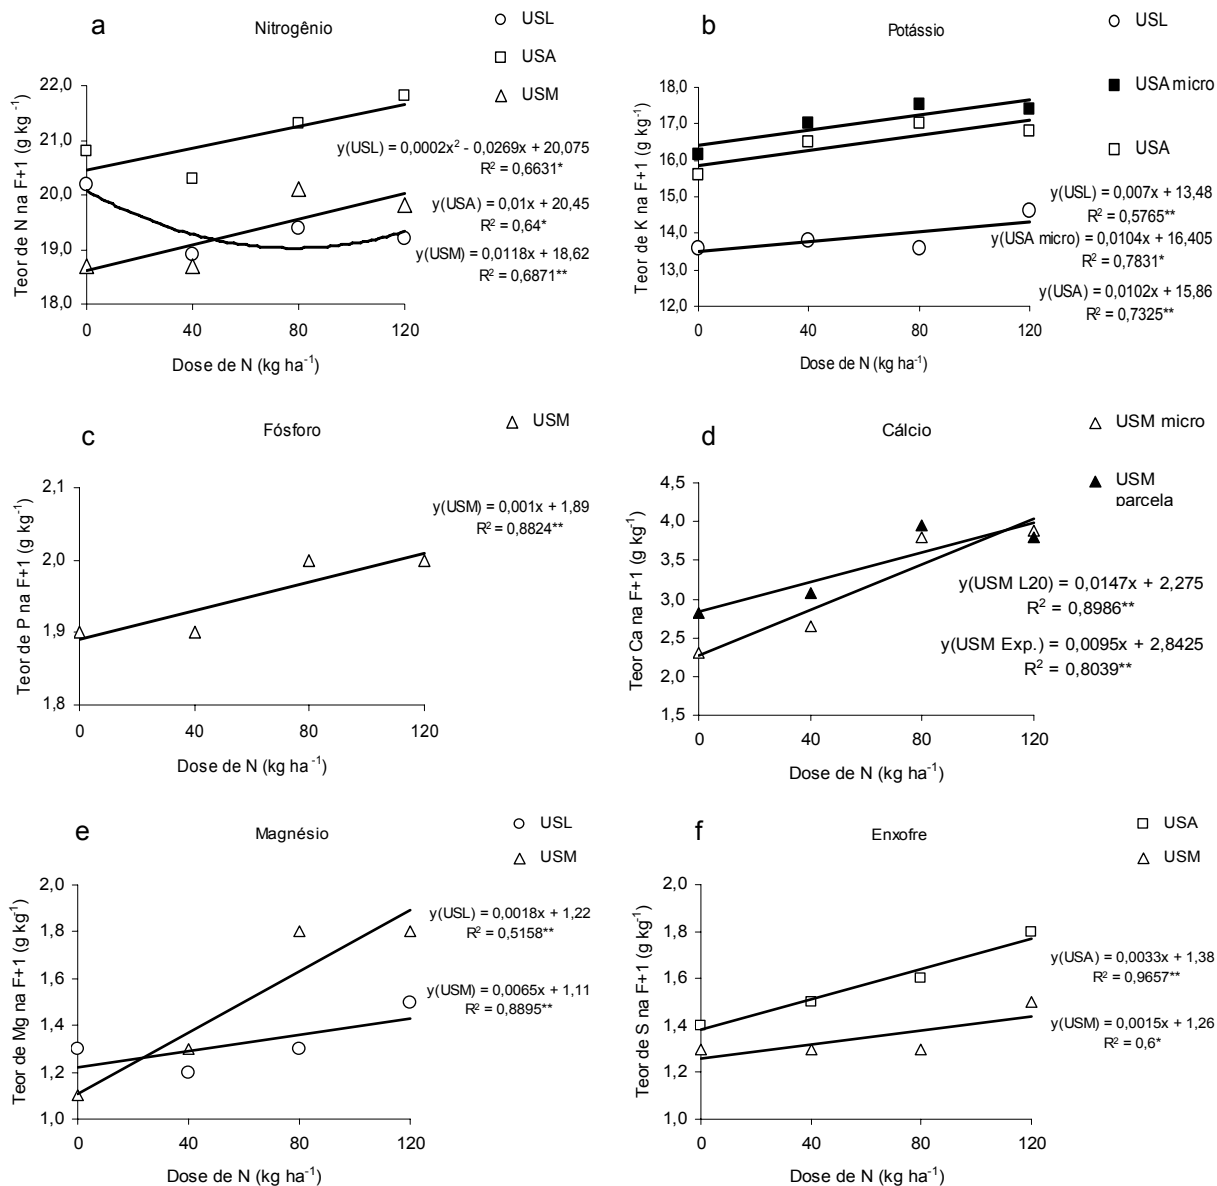 a
Nitrogênio
USL
USA
USM
Teor de N na F+1 (g kg⁻¹)
22,0
21,0
20,0
19,0
18,0
0 40 80 120
Dose de N (kg ha⁻¹)
y(USL) = 0,0002x² - 0,0269x + 20,075
R² = 0,6631*
y(USA) = 0,01x + 20,45
R² = 0,64*
y(USM) = 0,0118x + 18,62
R² = 0,6871**
b
Potássio
USL
USA micro
USA
Teor de K na F+1 (g kg⁻¹)
18,0
17,0
16,0
15,0
14,0
13,0
12,0
0 40 80 120
Dose de N (kg ha⁻¹)
y(USL) = 0,007x + 13,48
R² = 0,5765**
y(USA micro) = 0,0104x + 16,405
R² = 0,7831*
y(USA) = 0,0102x + 15,86
R² = 0,7325**
c
Fósforo
USM
Teor de P na F+1 (g kg⁻¹)
2,1
2,0
1,9
1,8
0 40 80 120
Dose de N (kg ha⁻¹)
y(USM) = 0,001x + 1,89
R² = 0,8824**
d
Cálcio
USM micro
USM
parcela
Teor Ca na F+1 (g kg⁻¹)
4,5
4,0
3,5
3,0
2,5
2,0
1,5
0 40 80 120
Dose de N (kg ha⁻¹)
y(USM L20) = 0,0147x + 2,275
R² = 0,8986**
y(USM Exp.) = 0,0095x + 2,8425
R² = 0,8039**
e
Magnésio
USL
USM
Teor de Mg na F+1 (g kg⁻¹)
2,0
1,8
1,6
1,4
1,2
1,0
0 40 80 120
Dose de N (kg ha⁻¹)
y(USL) = 0,0018x + 1,22
R² = 0,5158**
y(USM) = 0,0065x + 1,11
R² = 0,8895**
f
Enxofre
USA
USM
Teor de S na F+1 (g kg⁻¹)
2,0
1,8
1,6
1,4
1,2
1,0
0 40 80 120
Dose de N (kg ha⁻¹)
y(USA) = 0,0033x + 1,38
R² = 0,9657**
y(USM) = 0,0015x + 1,26
R² = 0,6*